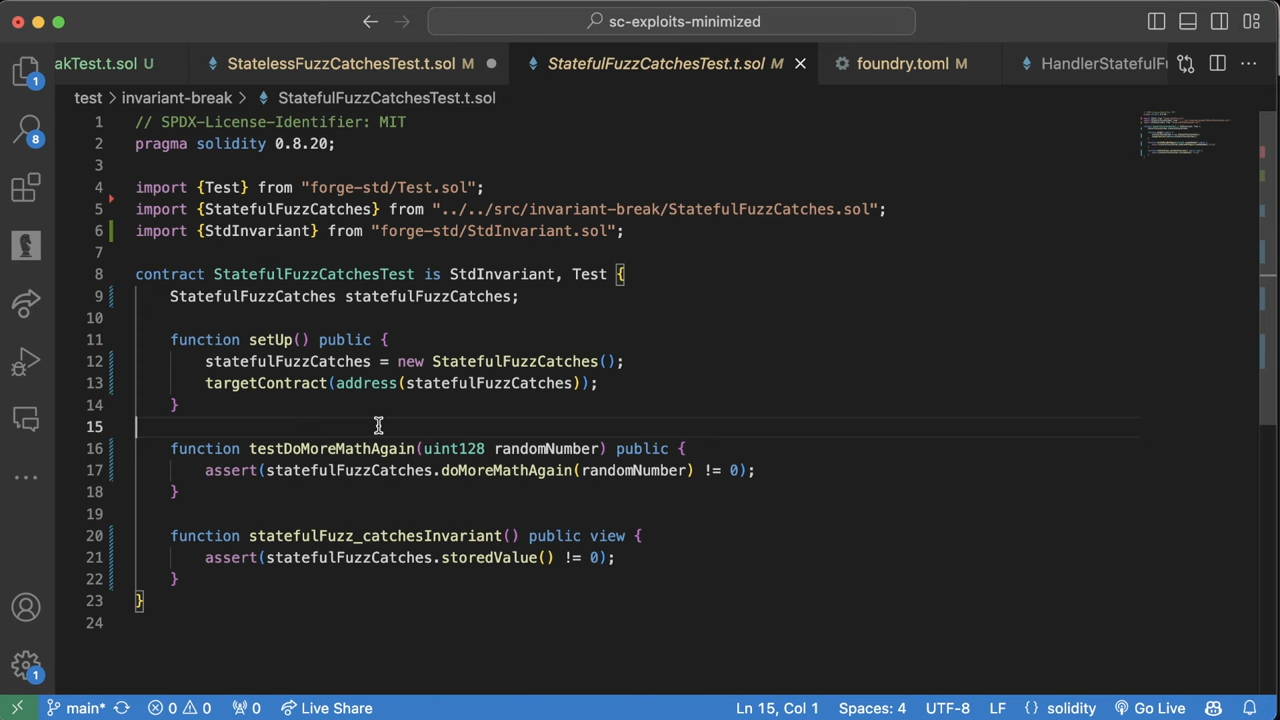 sc-exploits-minimized
akTest.t.sol U
StatelessFuzzCatchesTest.t.sol M
StatefulFuzzCatchesTest.t.sol M
foundry.toml M
HandlerStatefulFu
test > invariant-break > StatefulFuzzCatchesTest.t.sol
1 // SPDX-License-Identifier: MIT
2 pragma solidity 0.8.20;
3
4 import {Test} from "forge-std/Test.sol";
5 import {StatefulFuzzCatches} from "../../src/invariant-break/StatefulFuzzCatches.sol";
6 import {StdInvariant} from "forge-std/StdInvariant.sol";
7
8 contract StatefulFuzzCatchesTest is StdInvariant, Test {
9 StatefulFuzzCatches statefulFuzzCatches;
10
11 function setUp() public {
12 statefulFuzzCatches = new StatefulFuzzCatches();
13 targetContract(address(statefulFuzzCatches));
14 }
15
16 function testDoMoreMathAgain(uint128 randomNumber) public {
17 assert(statefulFuzzCatches.doMoreMathAgain(randomNumber) != 0);
18 }
19
20 function statefulFuzz_catchesInvariant() public view {
21 assert(statefulFuzzCatches.storedValue() != 0);
22 }
23 }
24
1
8
1
main* 0 0 0 Live Share
Ln 15, Col 1 Spaces: 4 UTF-8 LF {} solidity Go Live